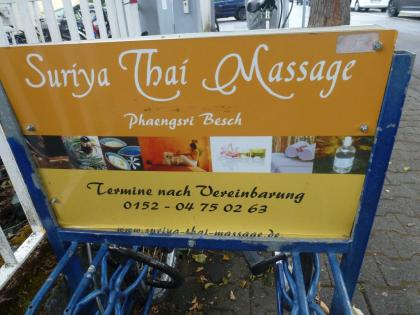 Suriya Thai Massage
Phaengsri Besch
Termine nach Vereinbarung
0152 - 04 75 02 63
www.suriya-thai-massage.de